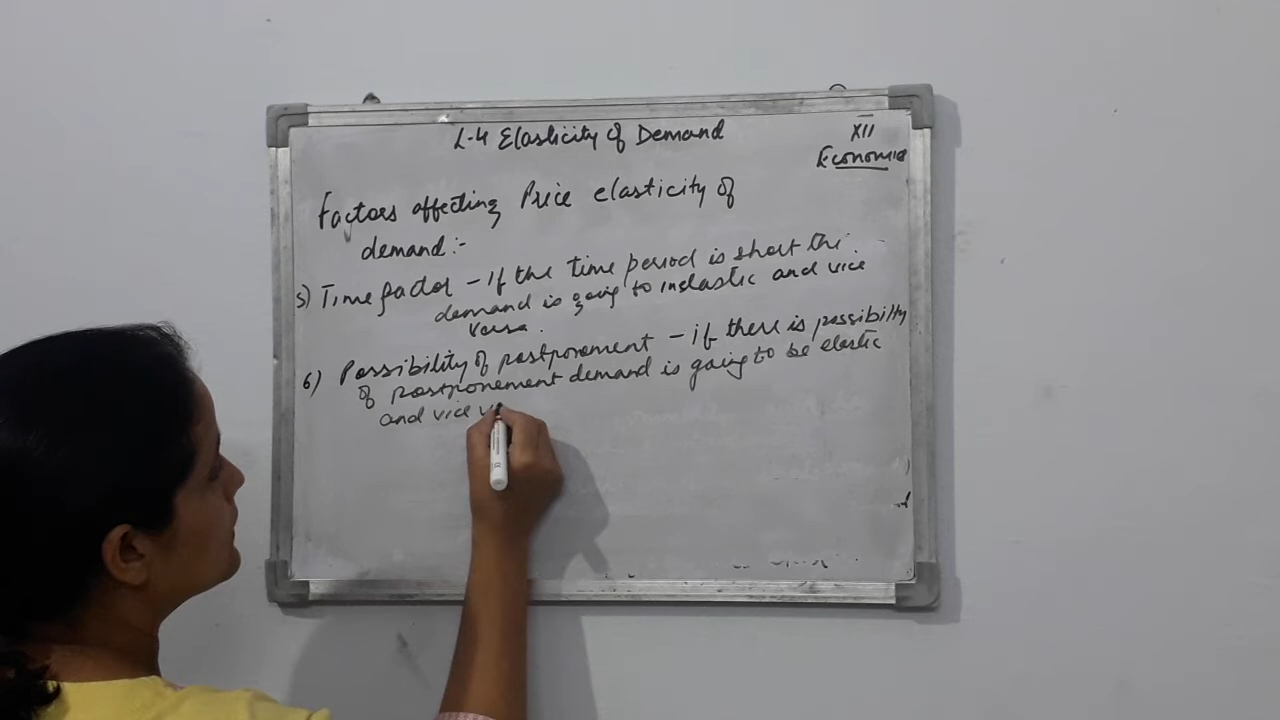 L-4 Elasticity of Demand
XII
Economics
Factors affecting Price elasticity of
demand :-
5) Time factor - if the time period is short the
demand is going to inelastic and vice
versa .
6) Possibility of postponement - if there is possibility
of postponement demand is going to be elastic
and vice ve